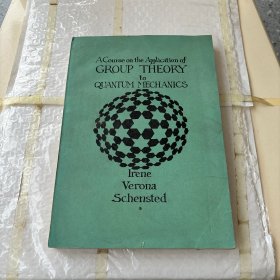 A Course on the Application of
GROUP THEORY
to
QUANTUM MECHANICS
Irene
Verona
Schensted